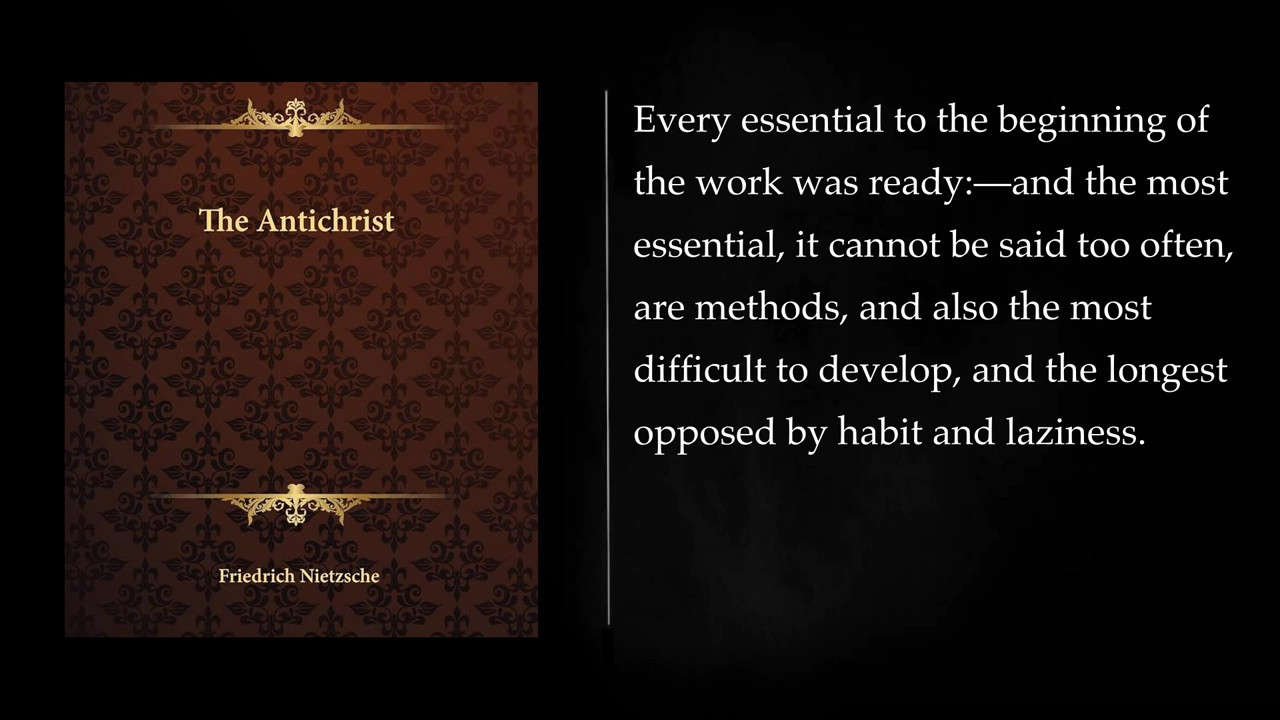 The Antichrist
Friedrich Nietzsche
Every essential to the beginning of
the work was ready:—and the most
essential, it cannot be said too often,
are methods, and also the most
difficult to develop, and the longest
opposed by habit and laziness.